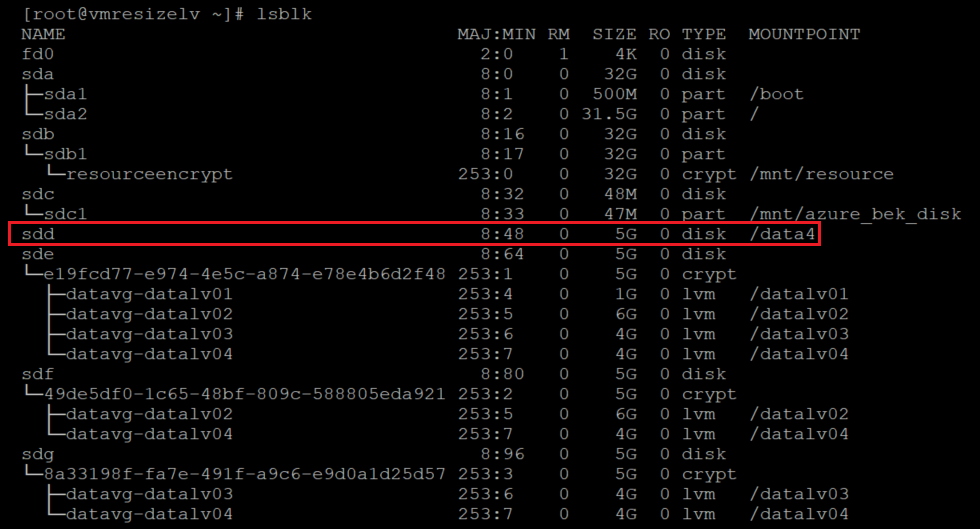 [root@vmresizelv ~]# lsblk
NAME MAJ:MIN RM SIZE RO TYPE MOUNTPOINT
fd0 2:0 1 4K 0 disk
sda 8:0 0 32G 0 disk
├─sda1 8:1 0 500M 0 part /boot
└─sda2 8:2 0 31.5G 0 part /
sdb 8:16 0 32G 0 disk
└─sdb1 8:17 0 32G 0 part
└─resourceencrypt 253:0 0 32G 0 crypt /mnt/resource
sdc 8:32 0 48M 0 disk
└─sdc1 8:33 0 47M 0 part /mnt/azure_bek_disk
sdd 8:48 0 5G 0 disk /data4
sde 8:64 0 5G 0 disk
└─e19fcd77-e974-4e5c-a874-e78e4b6d2f48 253:1 0 5G 0 crypt
├─datavg-datalv01 253:4 0 1G 0 lvm /datalv01
├─datavg-datalv02 253:5 0 6G 0 lvm /datalv02
├─datavg-datalv03 253:6 0 4G 0 lvm /datalv03
└─datavg-datalv04 253:7 0 4G 0 lvm /datalv04
sdf 8:80 0 5G 0 disk
└─49de5df0-1c65-48bf-809c-588805eda921 253:2 0 5G 0 crypt
├─datavg-datalv02 253:5 0 6G 0 lvm /datalv02
└─datavg-datalv04 253:7 0 4G 0 lvm /datalv04
sdg 8:96 0 5G 0 disk
└─8a33198f-fa7e-491f-a9c6-e9d0a1d25d57 253:3 0 5G 0 crypt
├─datavg-datalv03 253:6 0 4G 0 lvm /datalv03
└─datavg-datalv04 253:7 0 4G 0 lvm /datalv04